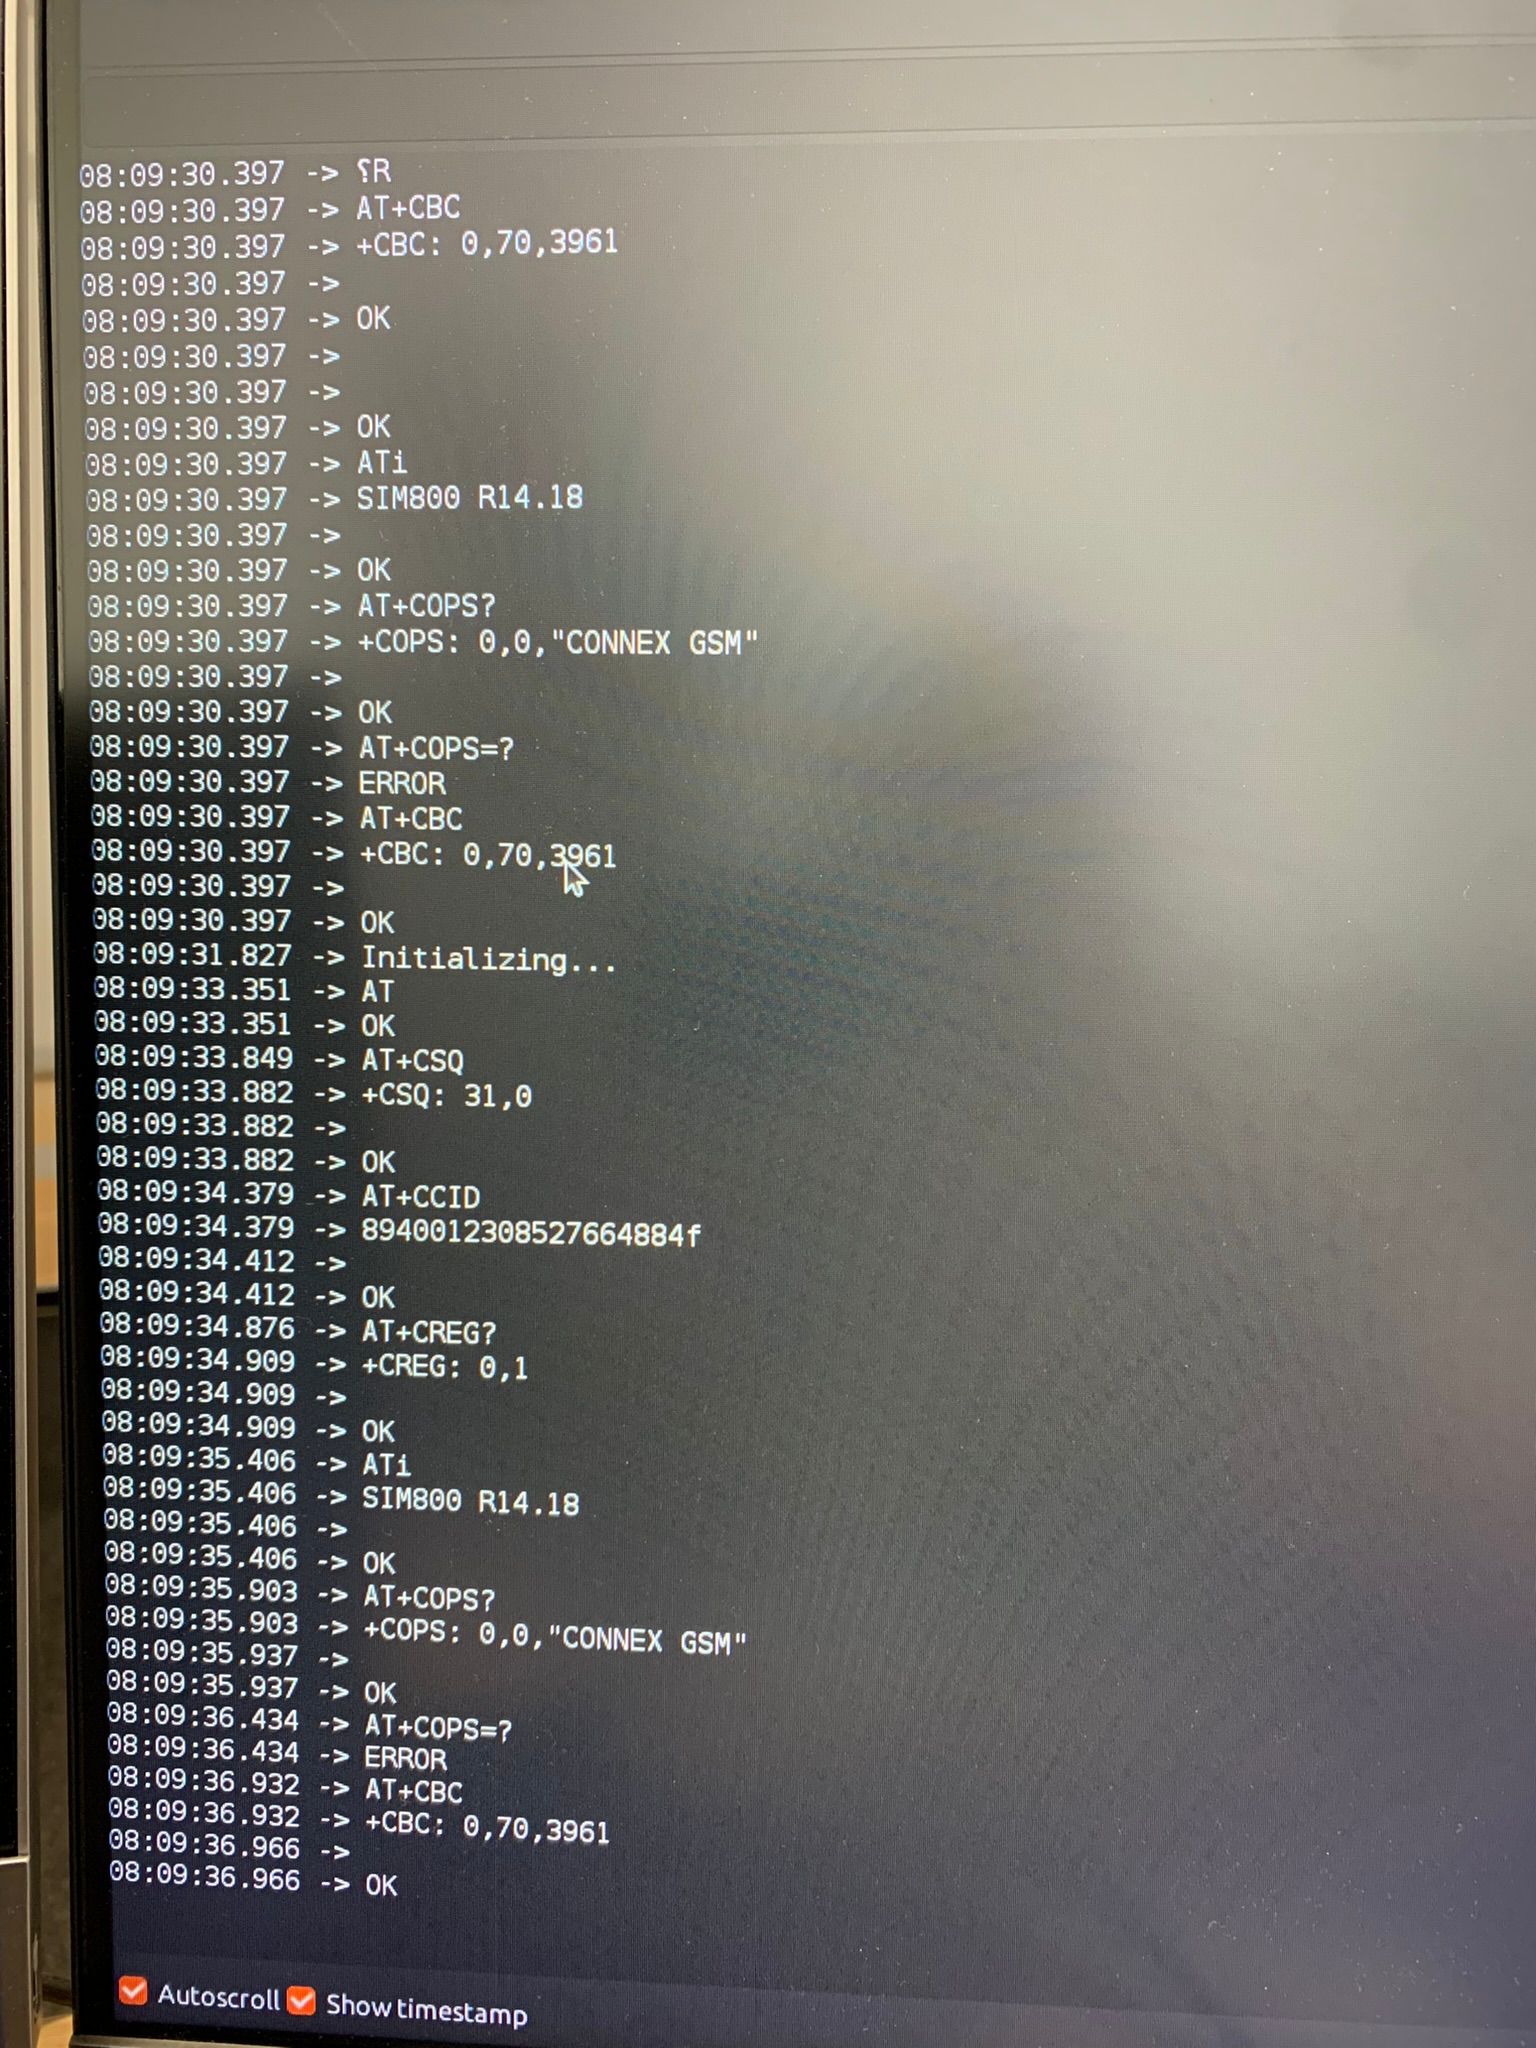 08:09:30.397 -> ⸮R
08:09:30.397 -> AT+CBC
08:09:30.397 -> +CBC: 0,70,3961
08:09:30.397 ->
08:09:30.397 -> OK
08:09:30.397 ->
08:09:30.397 ->
08:09:30.397 -> OK
08:09:30.397 -> ATi
08:09:30.397 -> SIM800 R14.18
08:09:30.397 ->
08:09:30.397 -> OK
08:09:30.397 -> AT+COPS?
08:09:30.397 -> +COPS: 0,0,"CONNEX GSM"
08:09:30.397 ->
08:09:30.397 -> OK
08:09:30.397 -> AT+COPS=?
08:09:30.397 -> ERROR
08:09:30.397 -> AT+CBC
08:09:30.397 -> +CBC: 0,70,3961
08:09:30.397 ->
08:09:30.397 -> OK
08:09:31.827 -> Initializing...
08:09:33.351 -> AT
08:09:33.351 -> OK
08:09:33.849 -> AT+CSQ
08:09:33.882 -> +CSQ: 31,0
08:09:33.882 ->
08:09:33.882 -> OK
08:09:34.379 -> AT+CCID
08:09:34.379 -> 8940012308527664884f
08:09:34.412 ->
08:09:34.412 -> OK
08:09:34.876 -> AT+CREG?
08:09:34.909 -> +CREG: 0,1
08:09:34.909 ->
08:09:34.909 -> OK
08:09:35.406 -> ATi
08:09:35.406 -> SIM800 R14.18
08:09:35.406 ->
08:09:35.406 -> OK
08:09:35.903 -> AT+COPS?
08:09:35.903 -> +COPS: 0,0,"CONNEX GSM"
08:09:35.937 ->
08:09:35.937 -> OK
08:09:36.434 -> AT+COPS=?
08:09:36.434 -> ERROR
08:09:36.932 -> AT+CBC
08:09:36.932 -> +CBC: 0,70,3961
08:09:36.966 ->
08:09:36.966 -> OK
Autoscroll Show timestamp